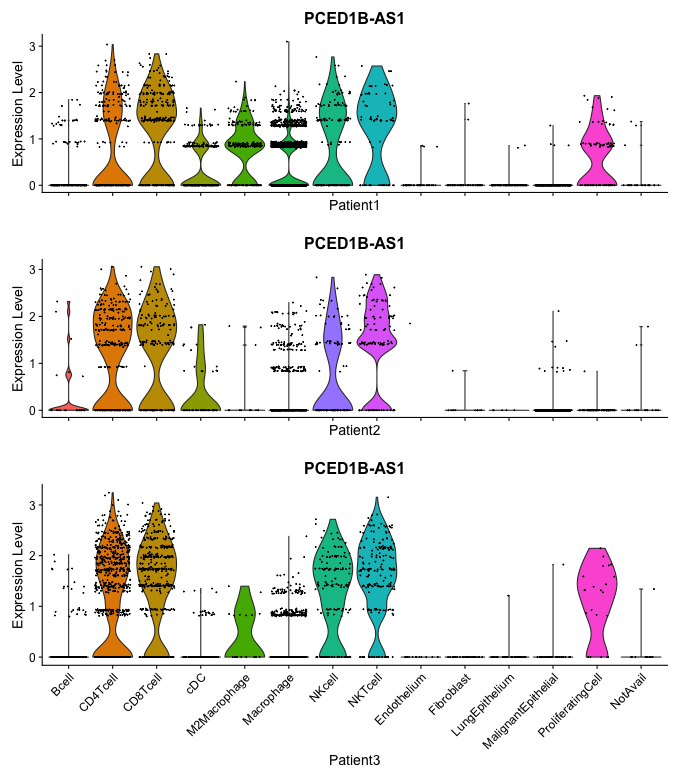 PCED1B-AS1
Expression Level
3
2
1
0
Patient1
PCED1B-AS1
Expression Level
3
2
1
0
Patient2
PCED1B-AS1
Expression Level
3
2
1
0
Bcell
CD4Tcell
CD8Tcell
cDC
M2Macrophage
Macrophage
NKcell
NKTcell
Endothelium
Fibroblast
LungEpithelium
MalignantEpithelial
ProliferatingCell
NotAvail
Patient3